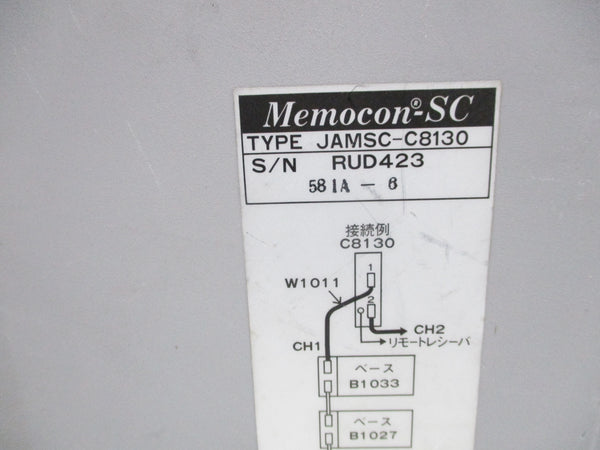 Memocon®-SC
TYPE JAMSC-C8130
S/N RUD423
581A-6
接続例
C8130
1
W1011
2
CH2
リモートレシーバ
CH1
ベース
B1033
ベース
B1027